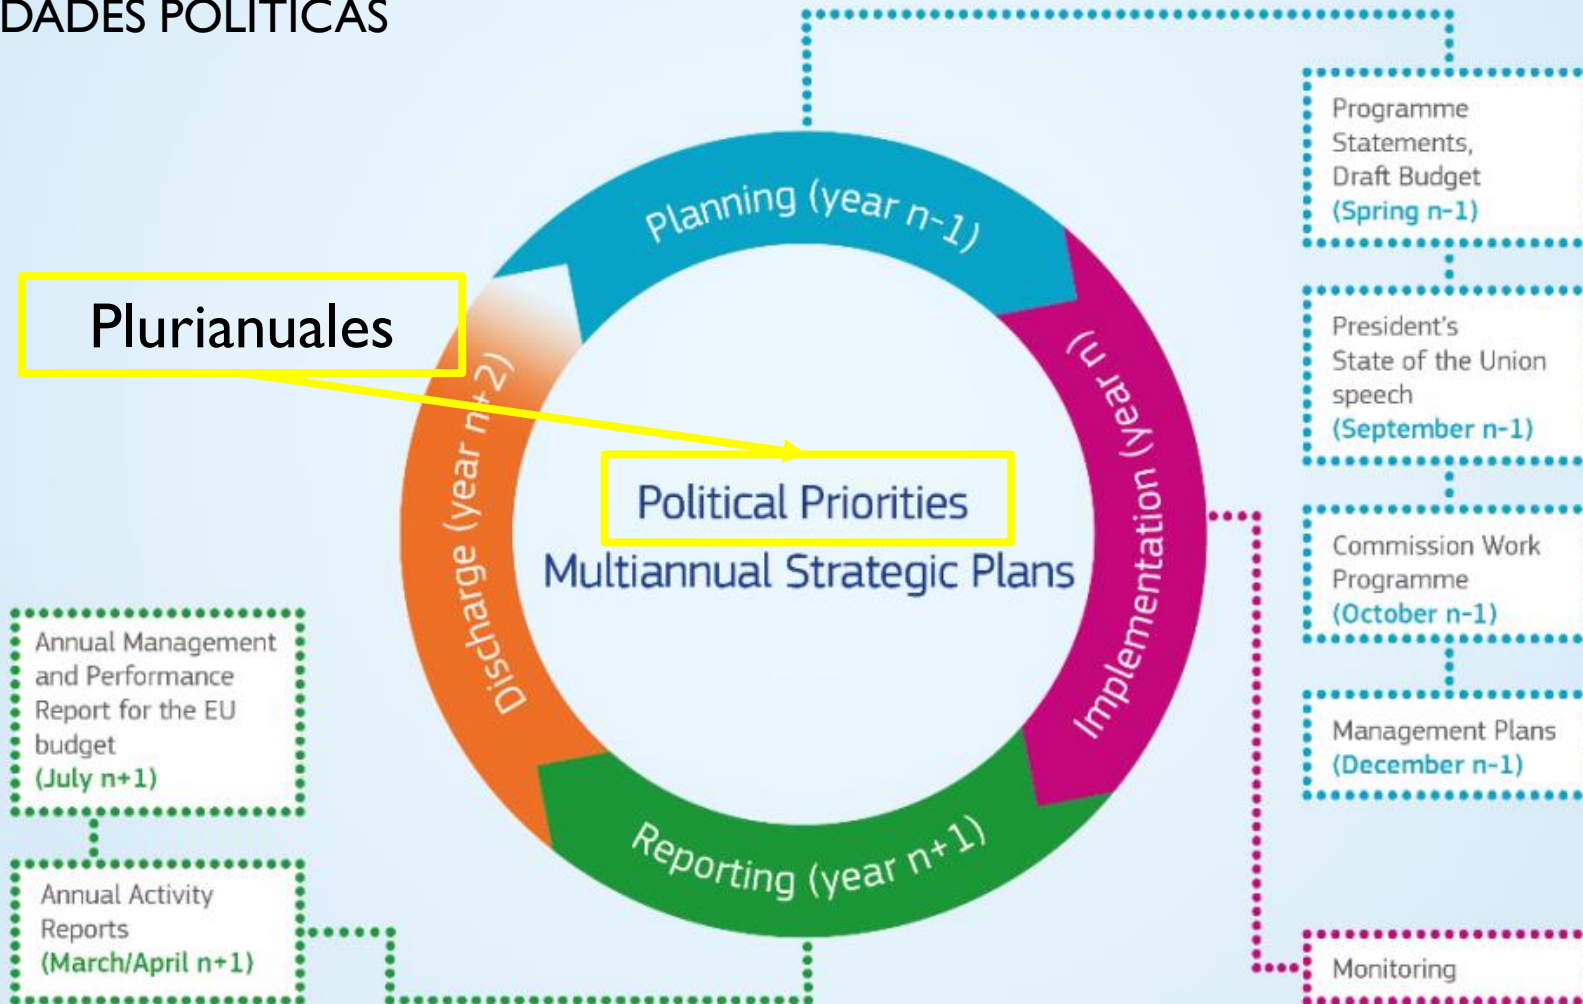 DADES POLÍTICAS
Planning (year n-1)
Plurianuales
Implementation (year n)
Discharge (year n+2)
Reporting (year n+1)
Political Priorities
Multiannual Strategic Plans
Programme
Statements,
Draft Budget
(Spring n-1)
President's
State of the Union
speech
(September n-1)
Commission Work
Programme
(October n-1)
Management Plans
(December n-1)
Monitoring
Annual Management
and Performance
Report for the EU
budget
(July n+1)
Annual Activity
Reports
(March/April n+1)